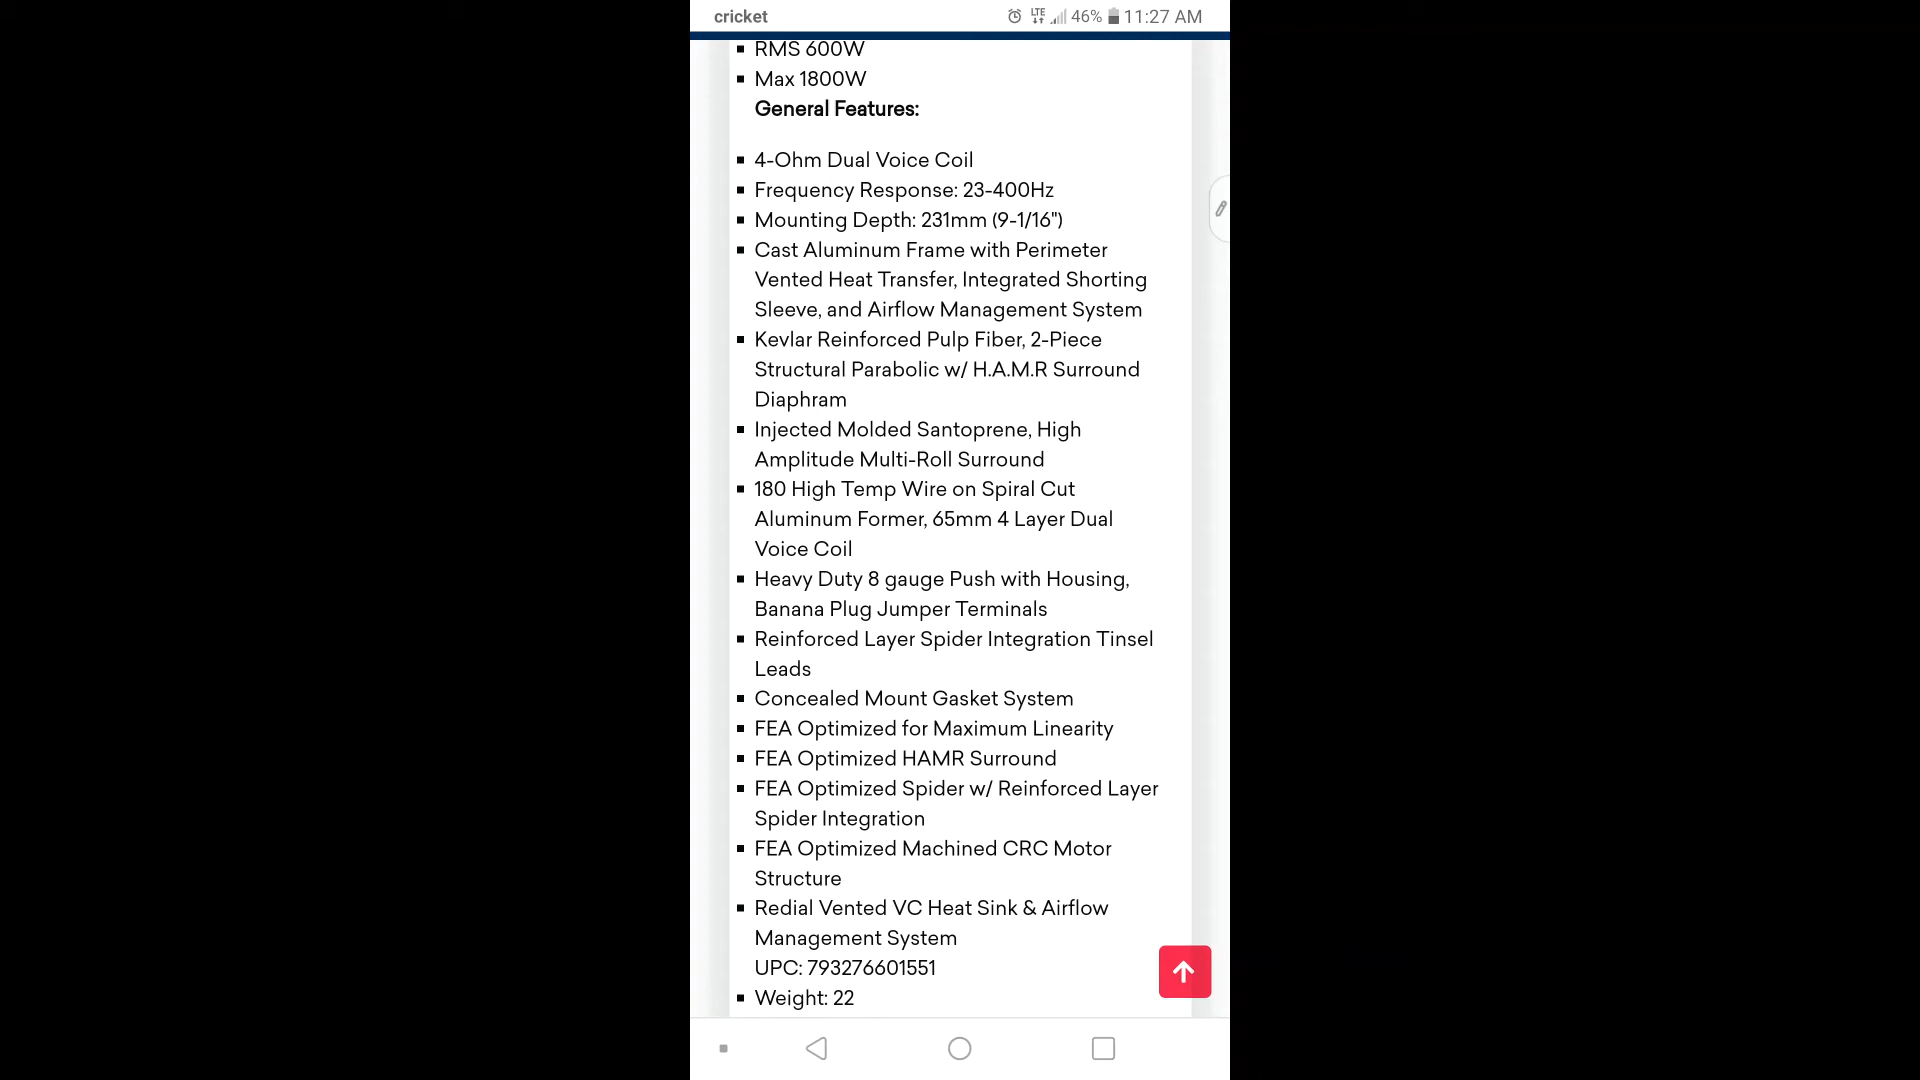 cricket LTE 46% 11:27 AM
RMS 600W
Max 1800W
General Features:
4-Ohm Dual Voice Coil
Frequency Response: 23-400Hz
Mounting Depth: 231mm (9-1/16")
Cast Aluminum Frame with Perimeter
Vented Heat Transfer, Integrated Shorting
Sleeve, and Airflow Management System
Kevlar Reinforced Pulp Fiber, 2-Piece
Structural Parabolic w/ H.A.M.R Surround
Diaphram
Injected Molded Santoprene, High
Amplitude Multi-Roll Surround
180 High Temp Wire on Spiral Cut
Aluminum Former, 65mm 4 Layer Dual
Voice Coil
Heavy Duty 8 gauge Push with Housing,
Banana Plug Jumper Terminals
Reinforced Layer Spider Integration Tinsel
Leads
Concealed Mount Gasket System
FEA Optimized for Maximum Linearity
FEA Optimized HAMR Surround
FEA Optimized Spider w/ Reinforced Layer
Spider Integration
FEA Optimized Machined CRC Motor
Structure
Redial Vented VC Heat Sink & Airflow
Management System
UPC: 793276601551
Weight: 22